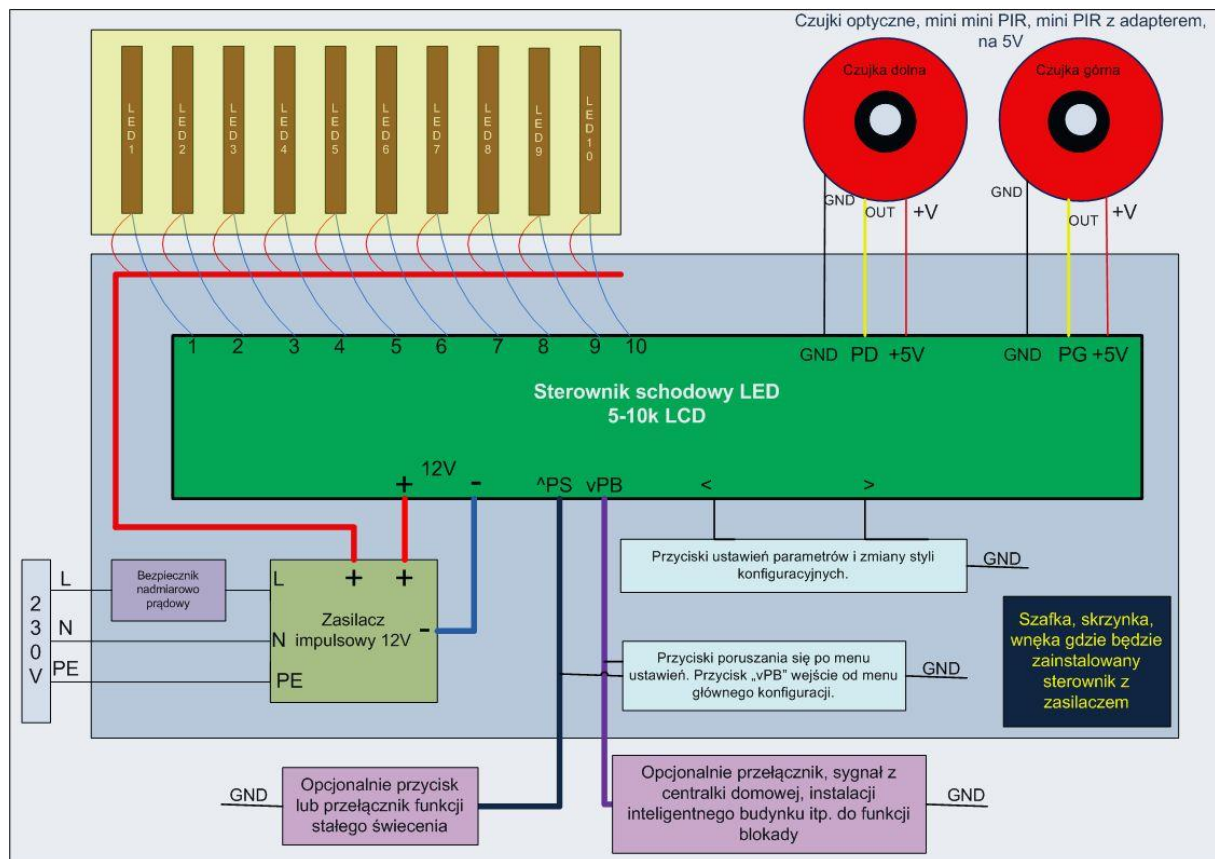 Czujki optyczne, mini mini PIR, mini PIR z adapterem,
na 5V
LED1
LED2
LED3
LED4
LED5
LED6
LED7
LED8
LED9
LED10
Czujka dolna
Czujka górna
GND
OUT
+V
GND
OUT
+V
1 2 3 4 5 6 7 8 9 10
GND PD +5V
GND PG +5V
Sterownik schodowy LED
5-10k LCD
+ 12V -
^PS vPB < >
230V
L
N
PE
Bezpiecznik
nadmiarowo
prądowy
L
N
PE
+ +
-
Zasilacz
impulsowy 12V
Przyciski ustawień parametrów i zmiany styli
konfiguracyjnych.
GND
Przyciski poruszania się po menu
ustawień. Przycisk „vPB” wejście od menu
głównego konfiguracji.
GND
Szafka, skrzynka,
wnęka gdzie będzie
zainstalowany
sterownik z
zasilaczem
GND
Opcjonalnie przycisk
lub przełącznik funkcji
stałego świecenia
Opcjonalnie przełącznik, sygnał z
centralki domowej, instalacji
inteligentnego budynku itp. do funkcji
blokady
GND